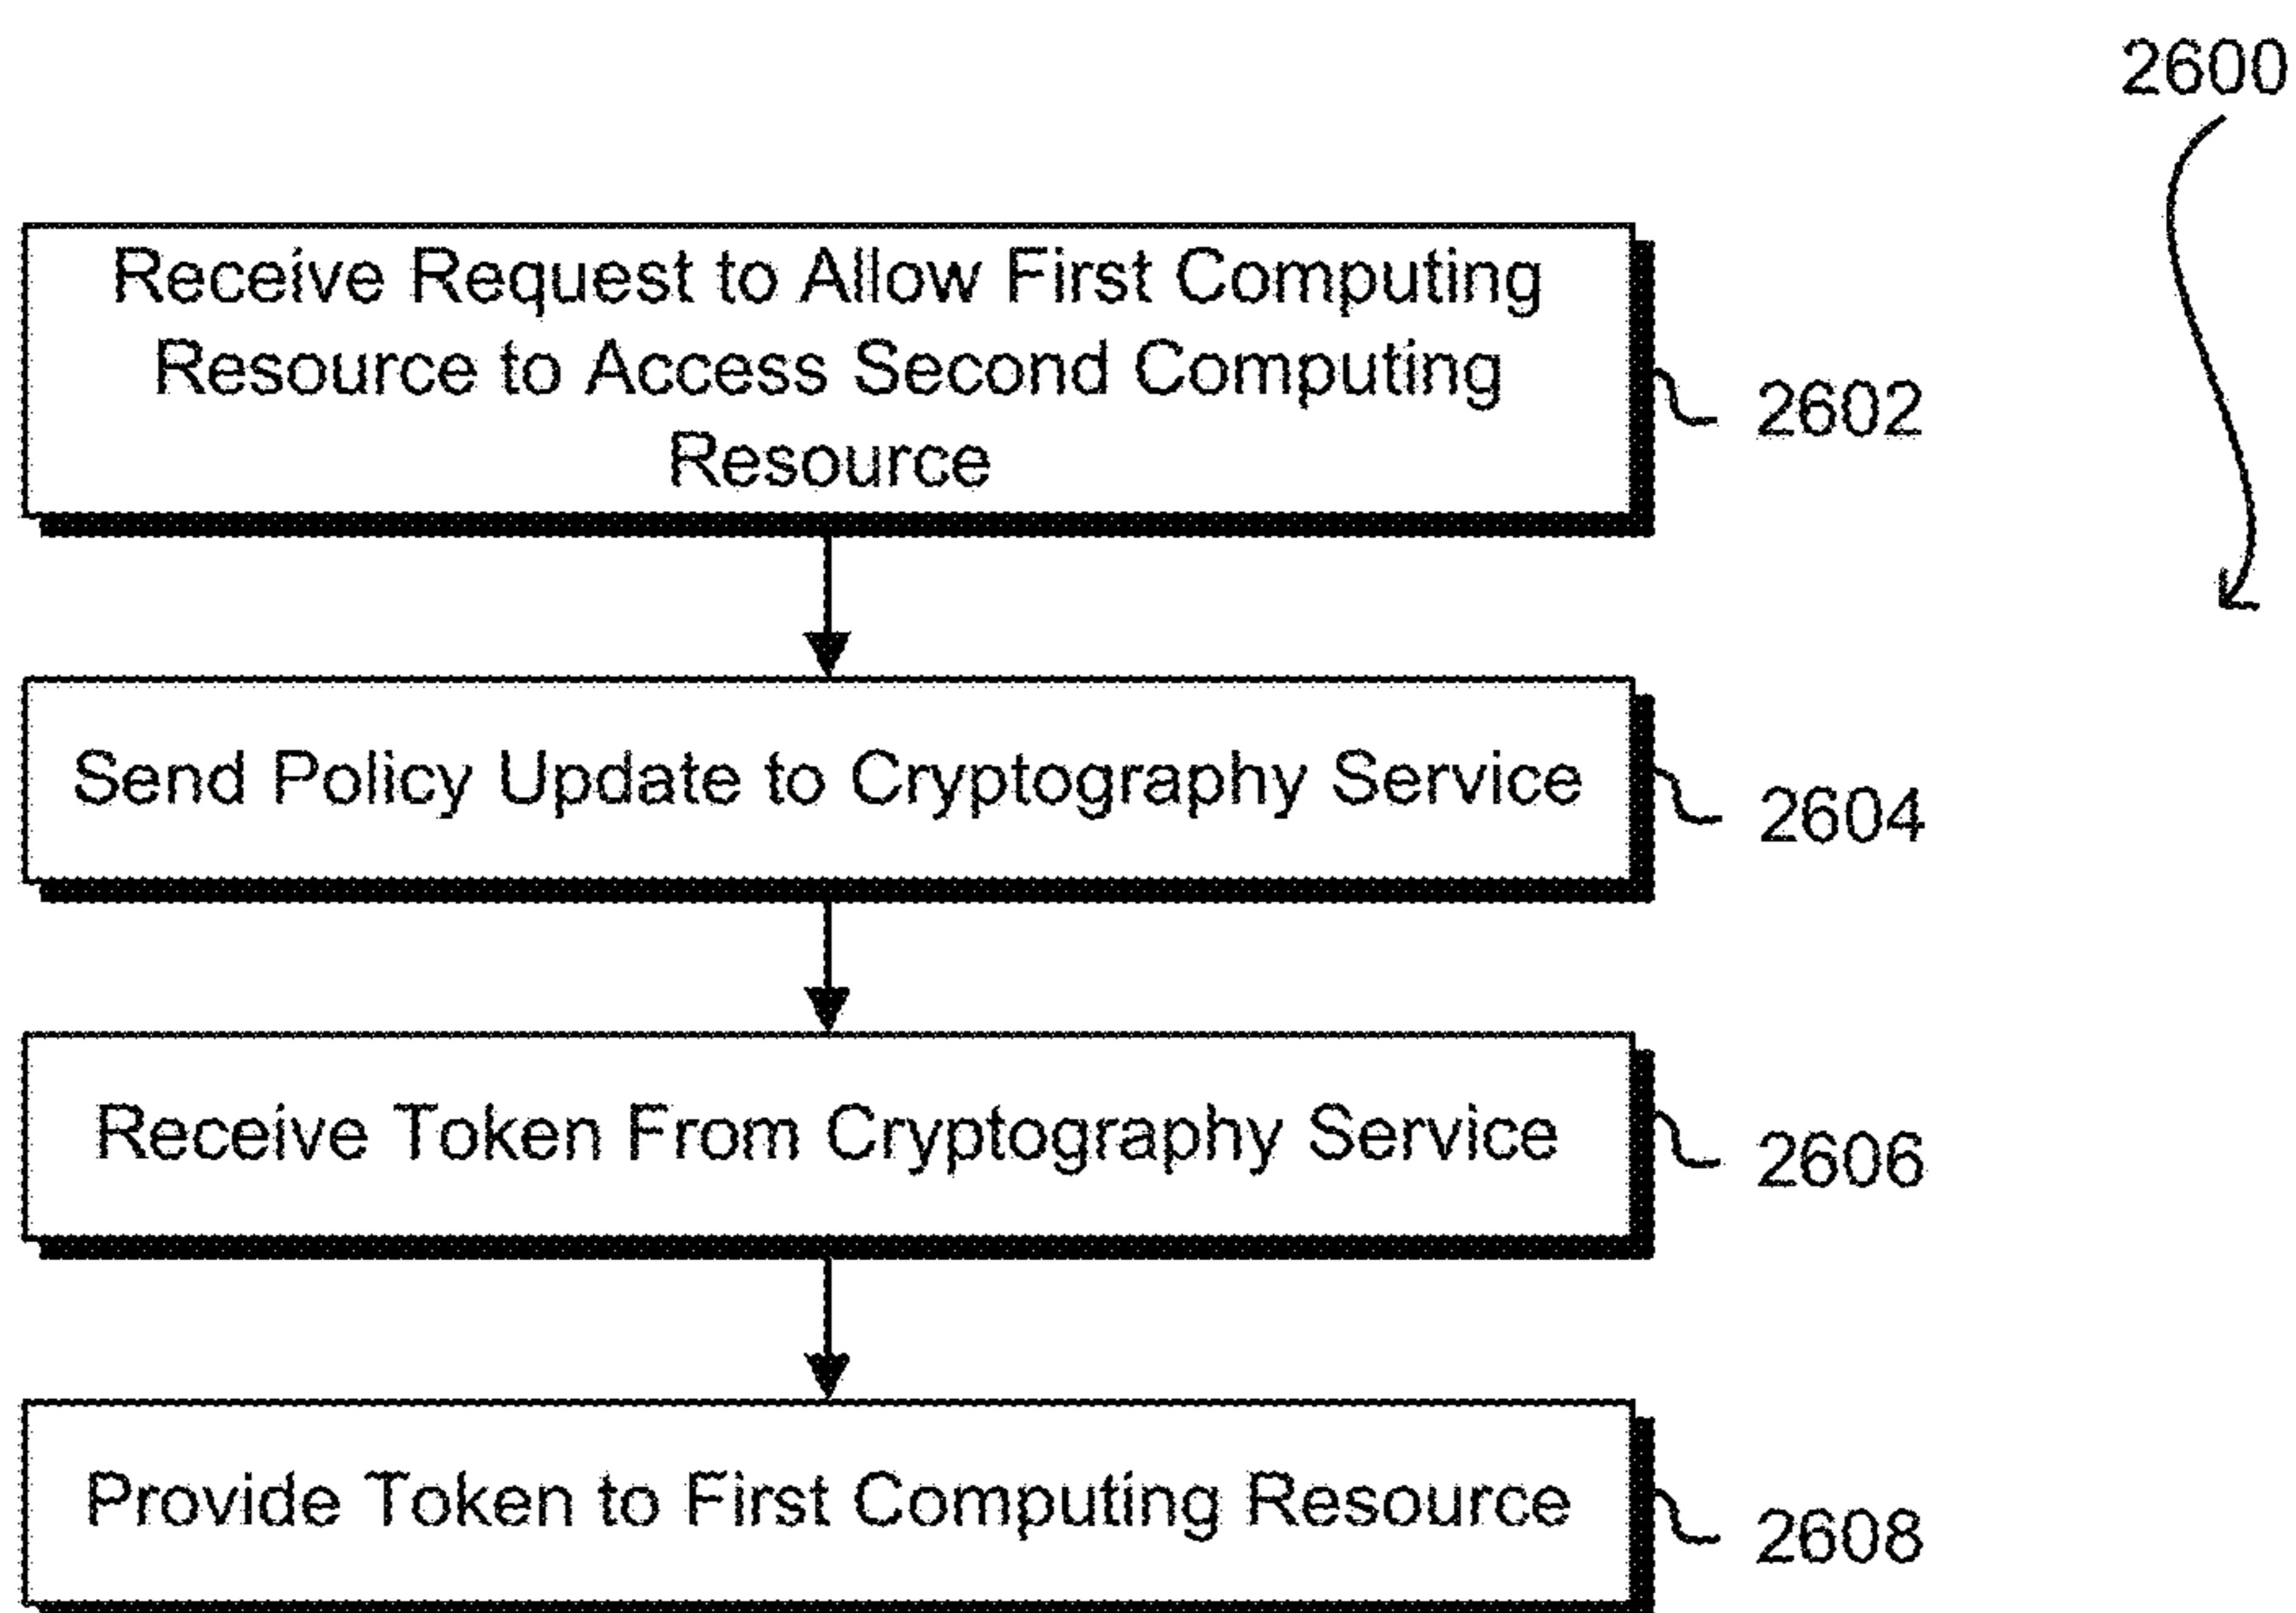 2600
Receive Request to Allow First Computing
Resource to Access Second Computing
Resource
2602
Send Policy Update to Cryptography Service
2604
Receive Token From Cryptography Service
2606
Provide Token to First Computing Resource
2608